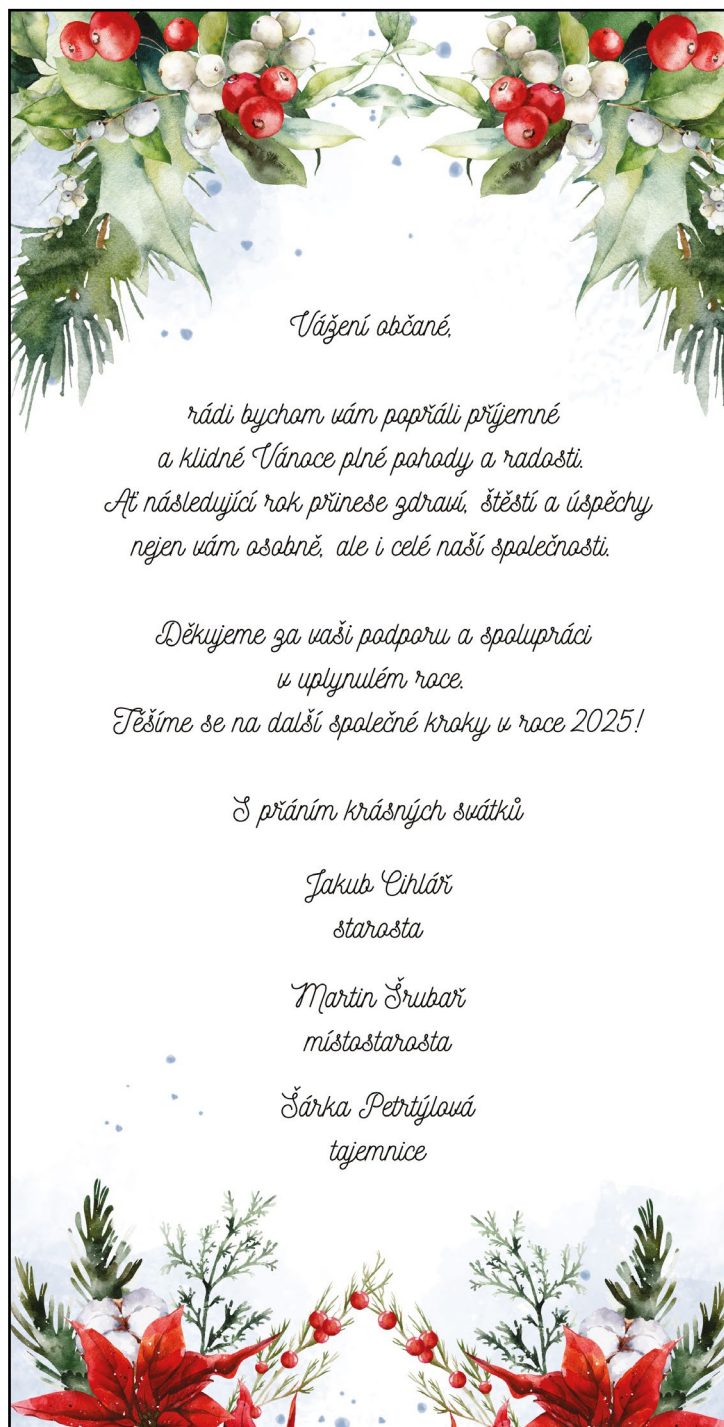 Vážení občané,
rádi bychom vám popřáli příjemné
a klidné Vánoce plné pohody a radosti.
Ať následující rok přinese zdraví, štěstí a úspěchy
nejen vám osobně, ale i celé naší společnosti.
Děkujeme za vaši podporu a spolupráci
v uplynulém roce.
Těšíme se na další společné kroky v roce 2025!
S přáním krásných svátků
Jakub Cihlář
starosta
Martin Šrubař
místostarosta
Šárka Petrtýlová
tajemnice